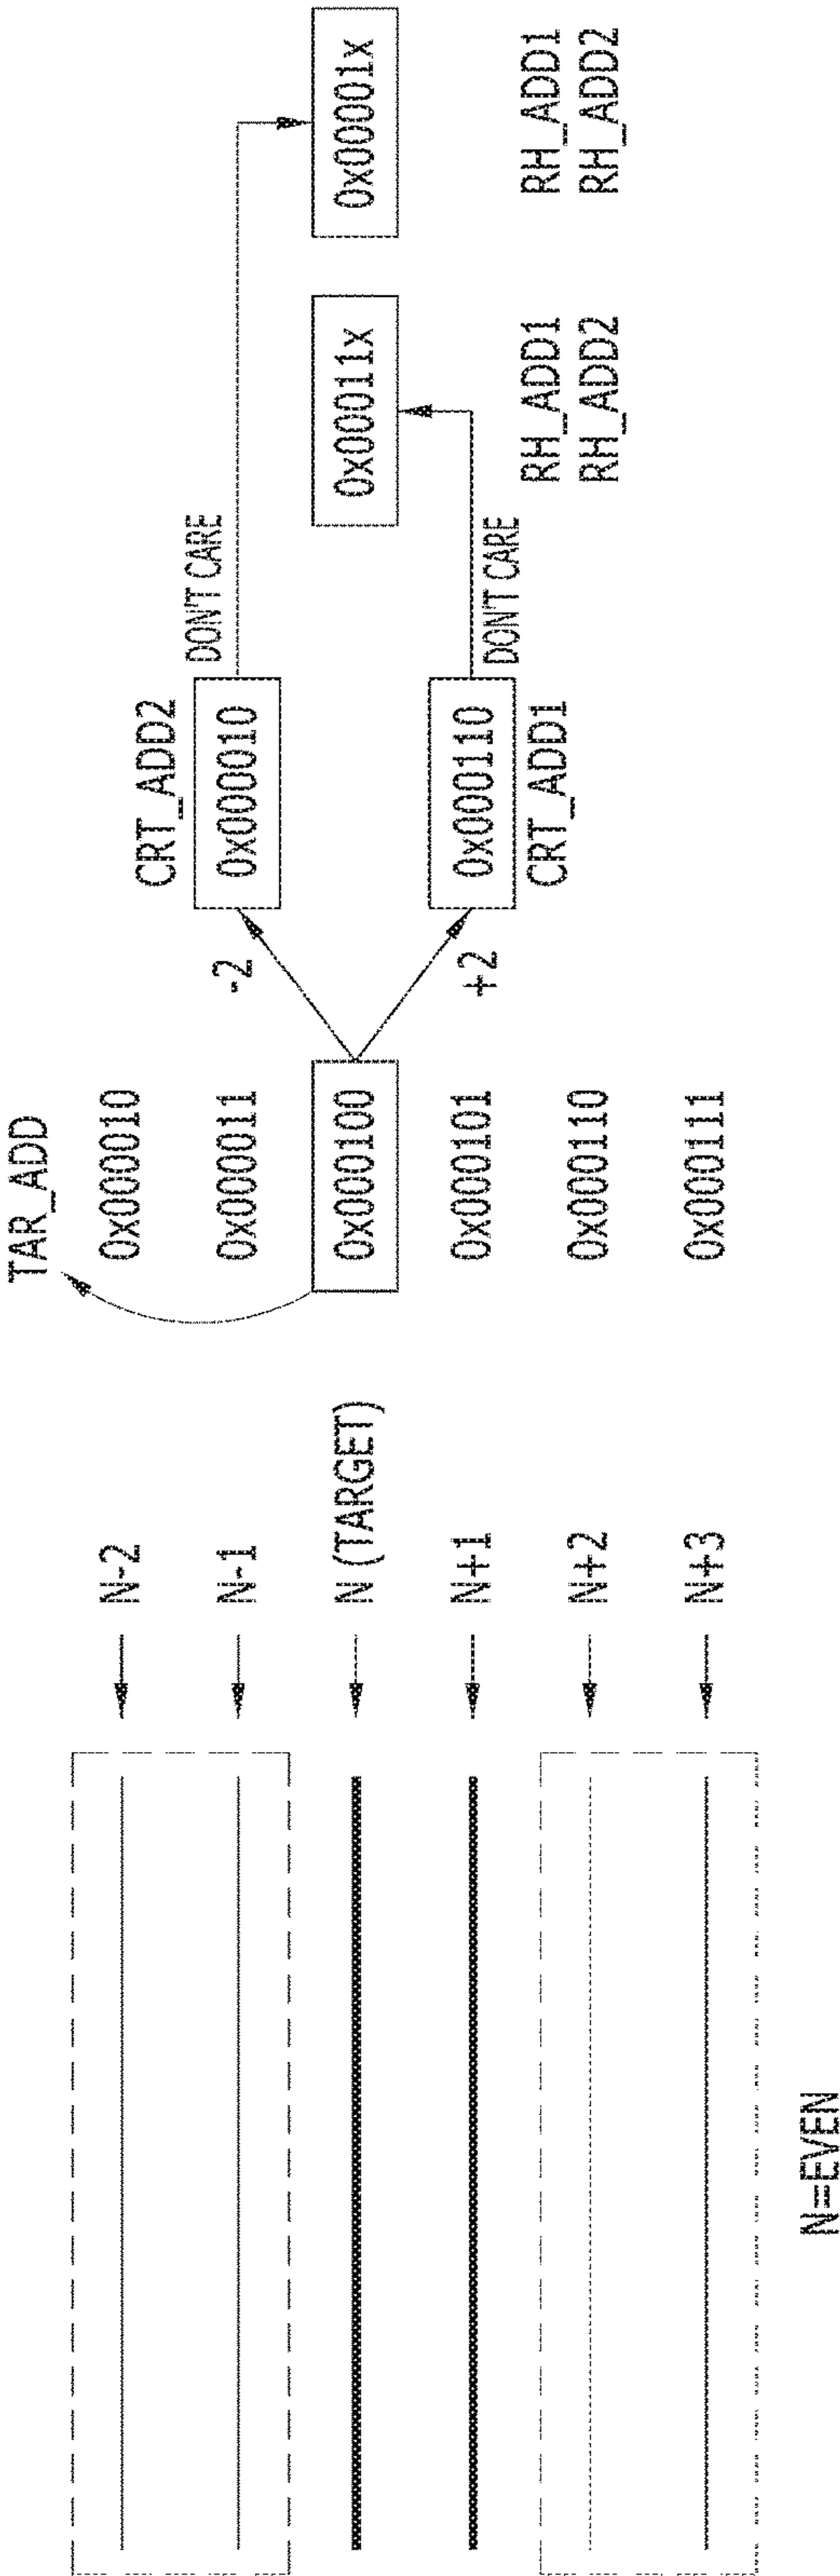 TAR_ADD
N-2
0x000010
N-1
0x000011
N (TARGET)
0x000100
N+1
0x000101
N+2
0x000110
N+3
0x000111
N=EVEN
-2
+2
CRT_ADD2
0x000010
DON'T CARE
0x000110
CRT_ADD1
DON'T CARE
0x00011x
RH_ADD1
RH_ADD2
0x00001x
RH_ADD1
RH_ADD2